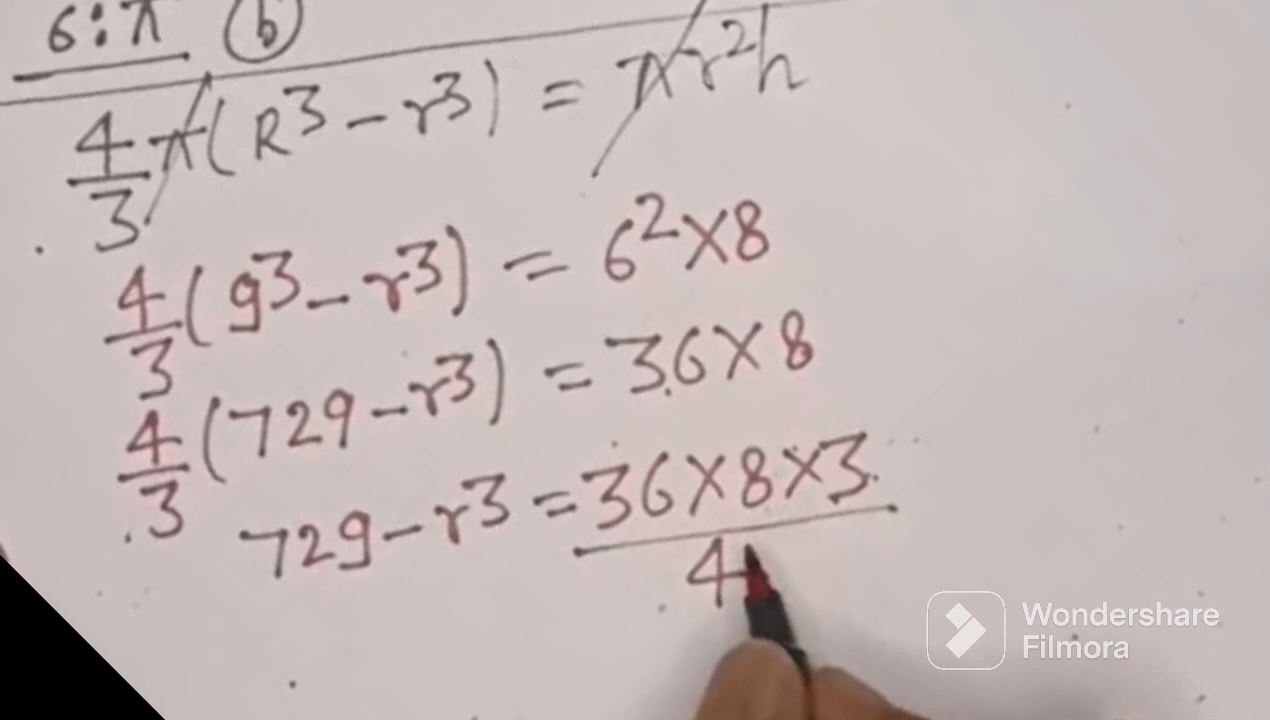 6:π (b)
4/3 π(R³ - r³) = πr²h
4/3 (9³ - r³) = 6² × 8
4/3 (729 - r³) = 36 × 8
729 - r³ = 36×8×3/4
Wondershare
Filmora